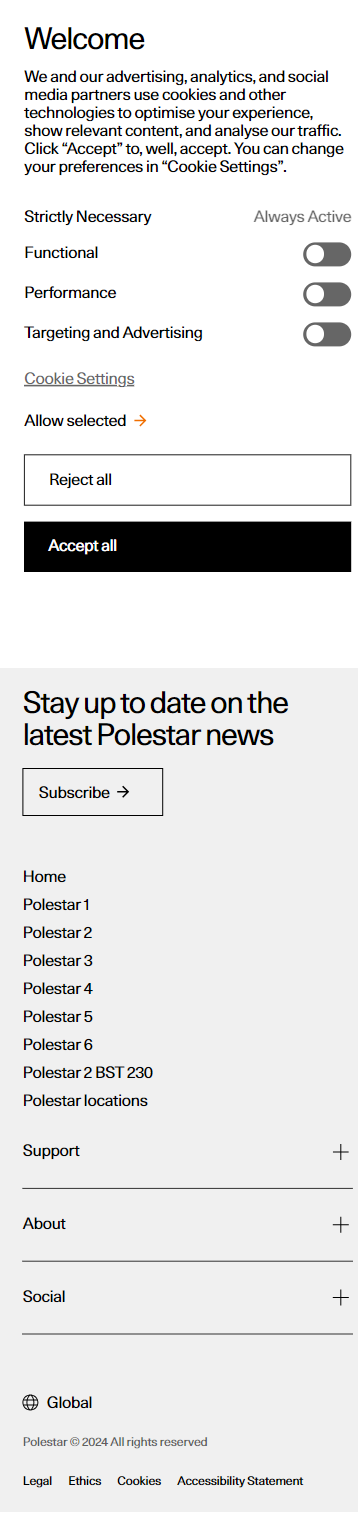 Welcome
We and our advertising, analytics, and social
media partners use cookies and other
technologies to optimise your experience,
show relevant content, and analyse our traffic.
Click “Accept” to, well, accept. You can change
your preferences in “Cookie Settings”.
Strictly Necessary Always Active
Functional
Performance
Targeting and Advertising
Cookie Settings
Allow selected →
Reject all
Accept all
Stay up to date on the
latest Polestar news
Subscribe →
Home
Polestar 1
Polestar 2
Polestar 3
Polestar 4
Polestar 5
Polestar 6
Polestar 2 BST 230
Polestar locations
Support
About
Social
Global
Polestar © 2024 All rights reserved
Legal Ethics Cookies Accessibility Statement